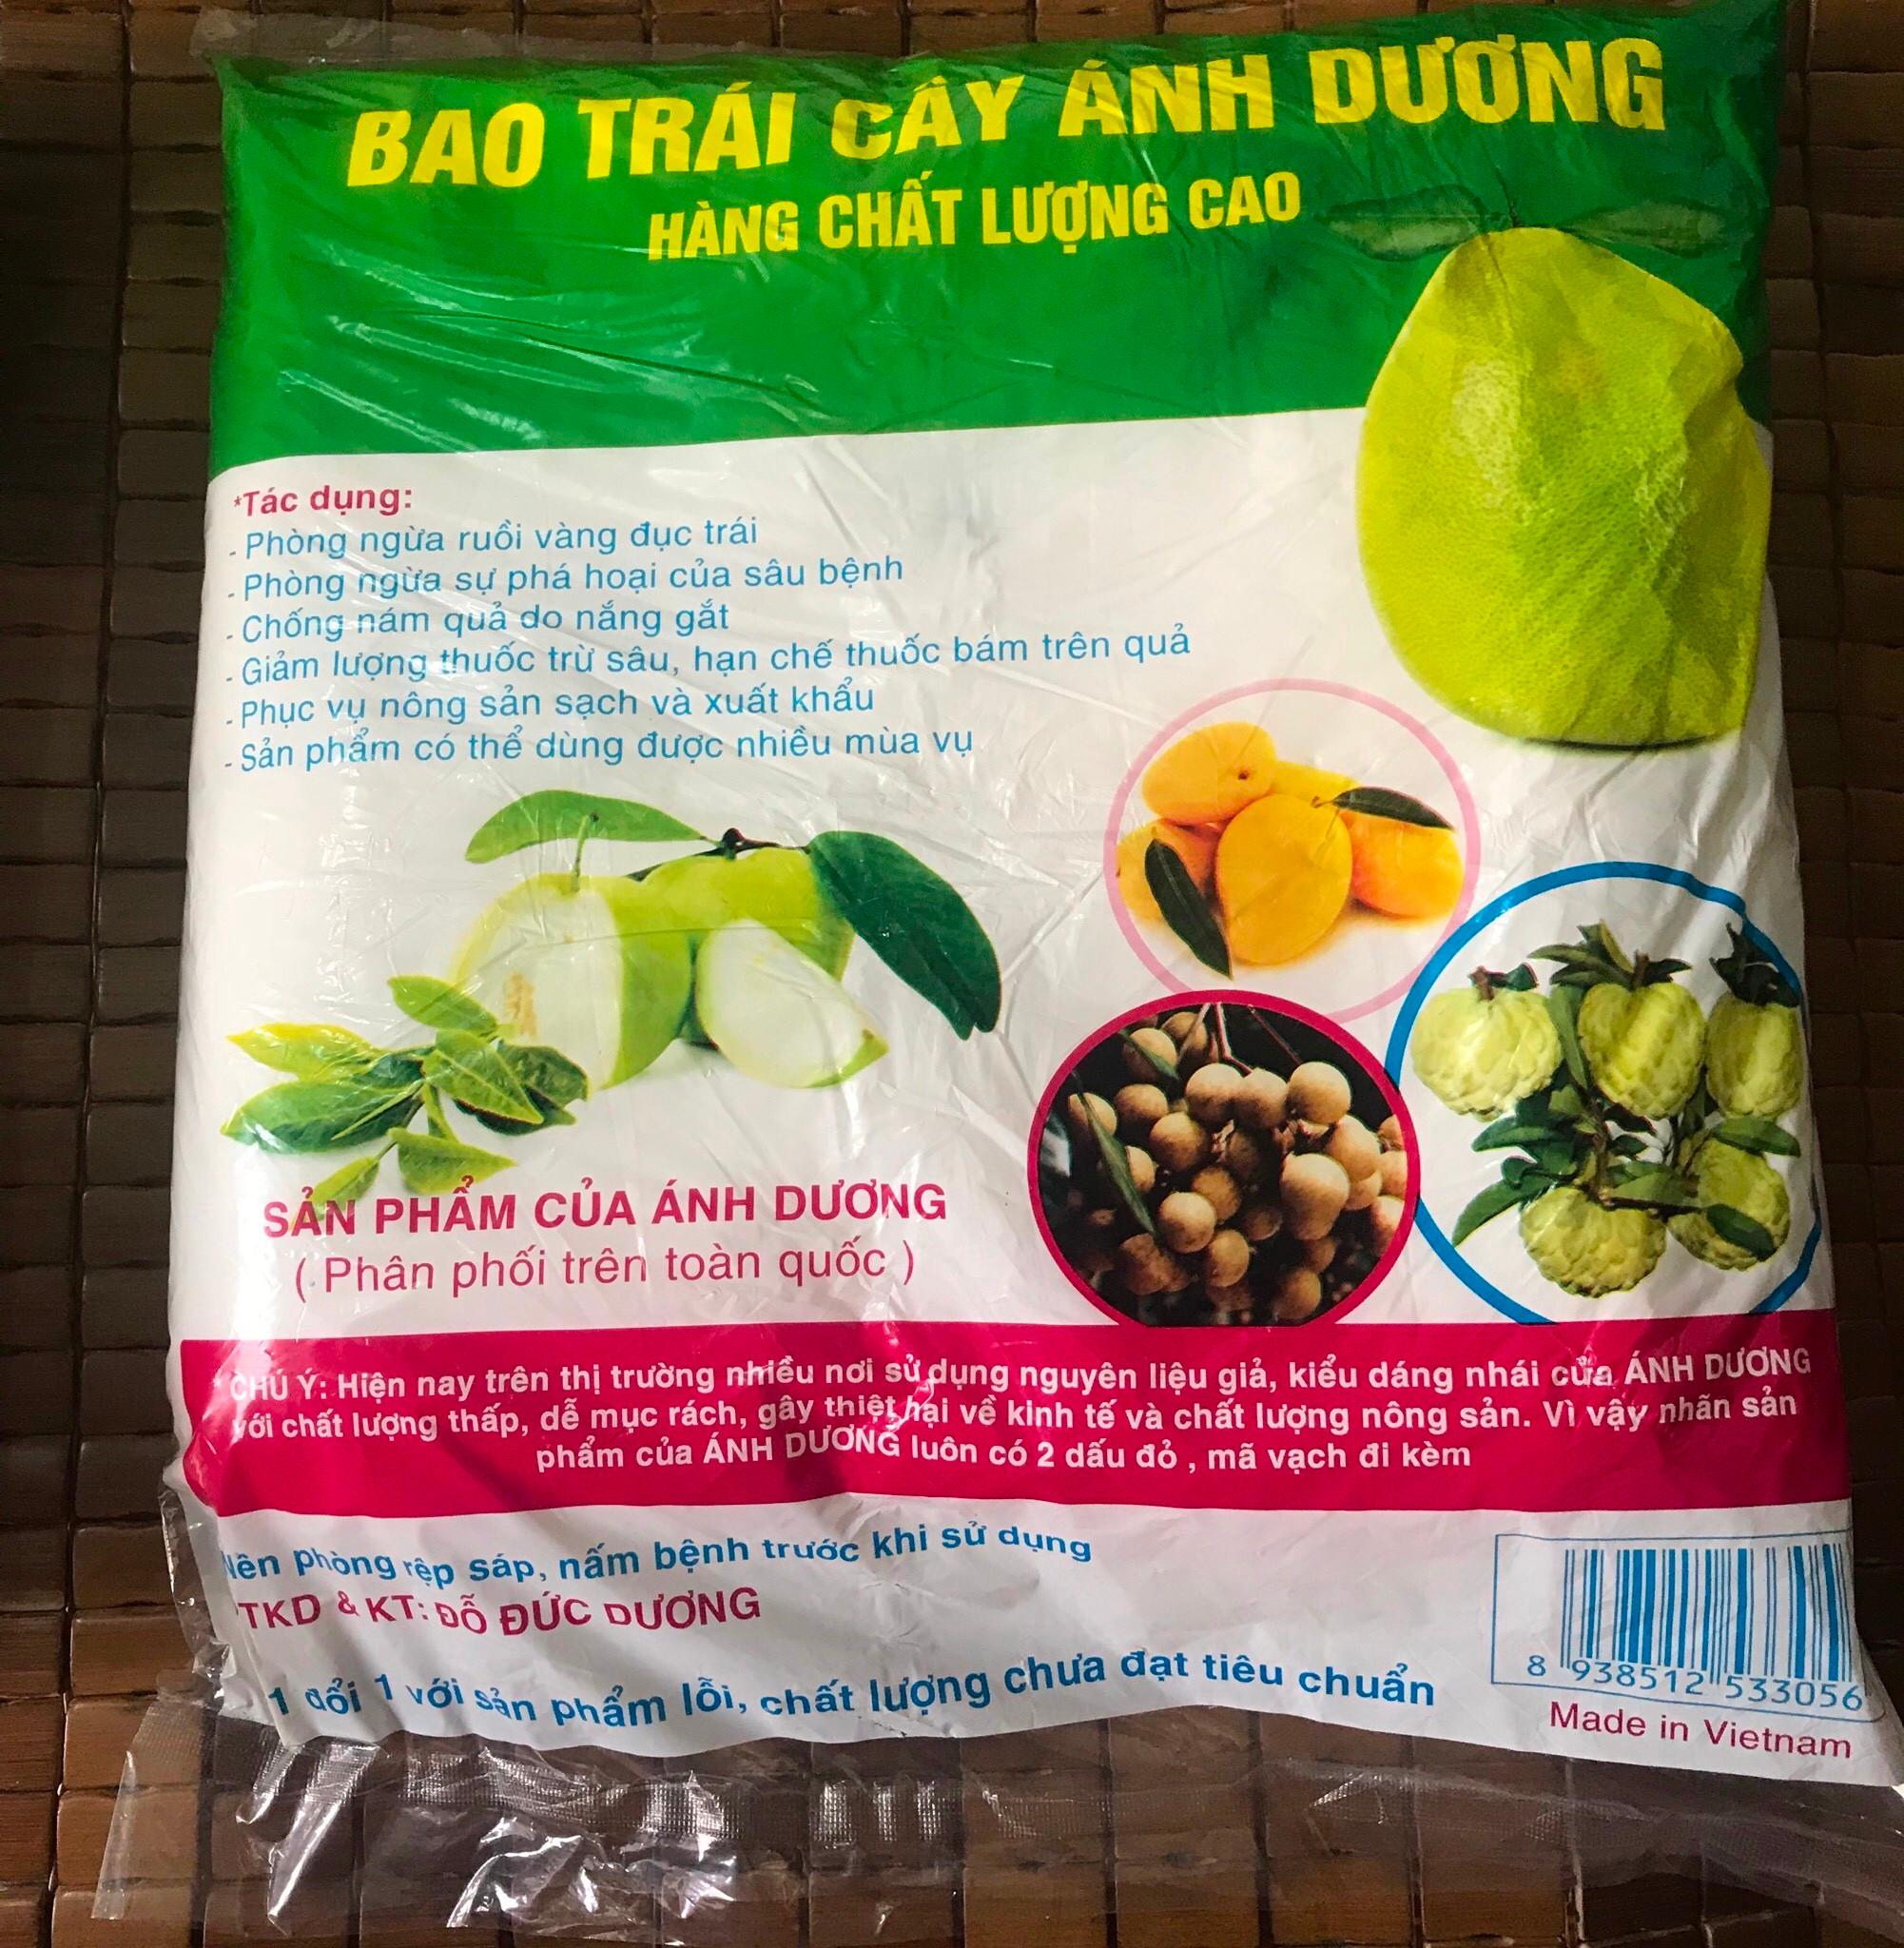 BAO TRÁI CÂY ÁNH DƯƠNG
HÀNG CHẤT LƯỢNG CAO
*Tác dụng:
- Phòng ngừa ruồi vàng đục trái
- Phòng ngừa sự phá hoại của sâu bệnh
- Chống nám quả do nắng gắt
- Giảm lượng thuốc trừ sâu, hạn chế thuốc bám trên quả
- Phục vụ nông sản sạch và xuất khẩu
- Sản phẩm có thể dùng được nhiều mùa vụ
SẢN PHẨM CỦA ÁNH DƯƠNG
( Phân phối trên toàn quốc )
* CHÚ Ý: Hiện nay trên thị trường nhiều nơi sử dụng nguyên liệu giả, kiểu dáng nhái của ÁNH DƯƠNG
với chất lượng thấp, dễ mục rách, gây thiệt hại về kinh tế và chất lượng nông sản. Vì vậy nhãn sản
phẩm của ÁNH DƯƠNG luôn có 2 dấu đỏ , mã vạch đi kèm
Nên phòng rệp sáp, nấm bệnh trước khi sử dụng
TKD & KT: ĐỖ ĐỨC DƯƠNG
1 đổi 1 với sản phẩm lỗi, chất lượng chưa đạt tiêu chuẩn
8 938512 533056
Made in Vietnam